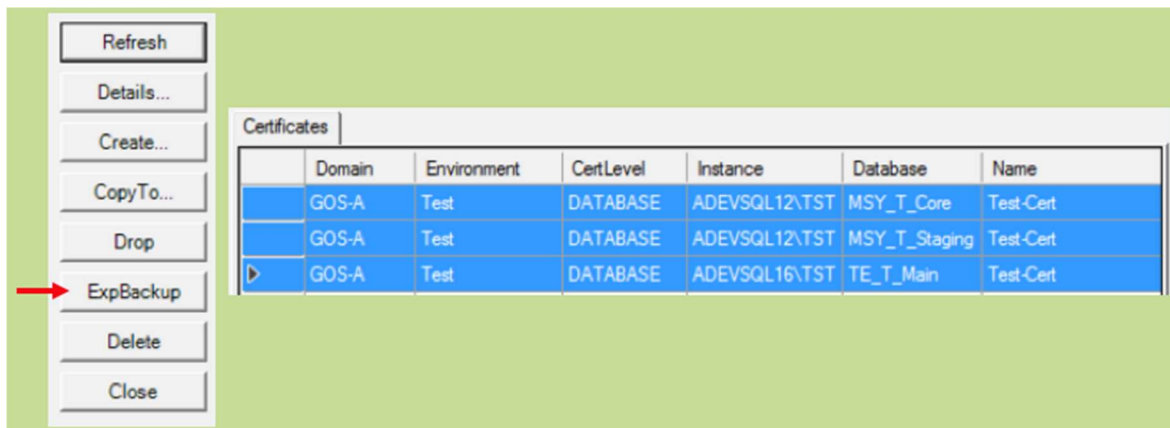 Refresh
Details...
Create...
CopyTo...
Drop
ExpBackup
Delete
Close
Certificates
Domain Environment CertLevel Instance Database Name
GOS-A Test DATABASE ADEVSQL12\TST MSY_T_Core Test-Cert
GOS-A Test DATABASE ADEVSQL12\TST MSY_T_Staging Test-Cert
GOS-A Test DATABASE ADEVSQL16\TST TE_T_Main Test-Cert